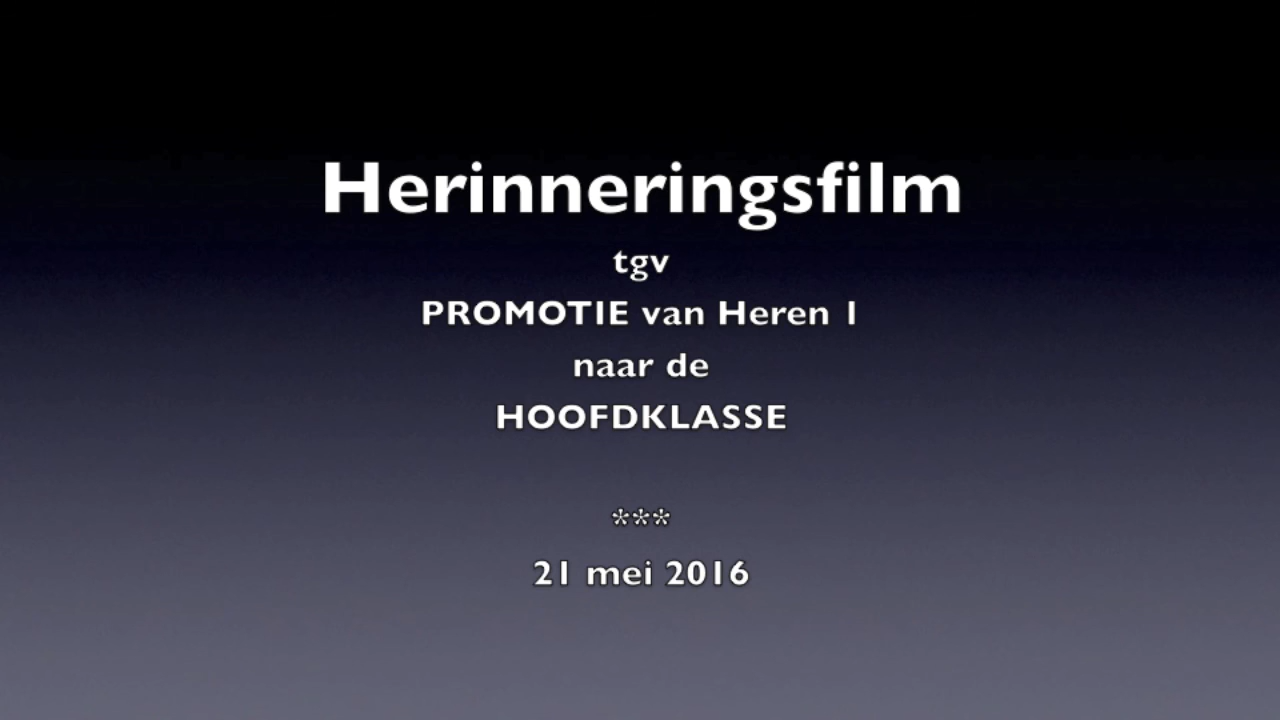 Herinneringsfilm
tgv
PROMOTIE van Heren 1
naar de
HOOFDKLASSE
***
21 mei 2016